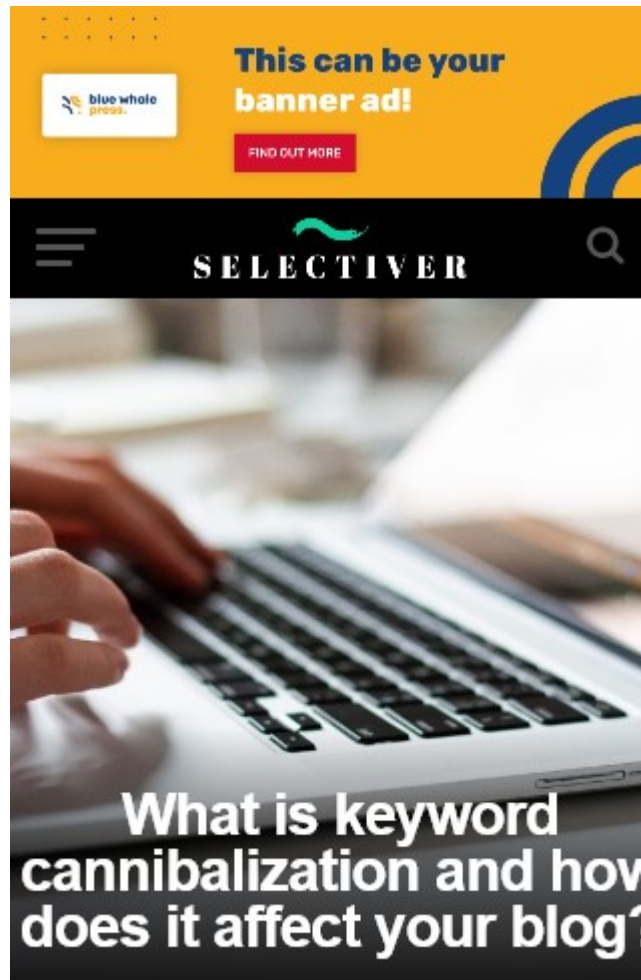 blue whale
press.
This can be your
banner ad!
FIND OUT MORE
SELECTIVER
What is keyword
cannibalization and how
does it affect your blog?